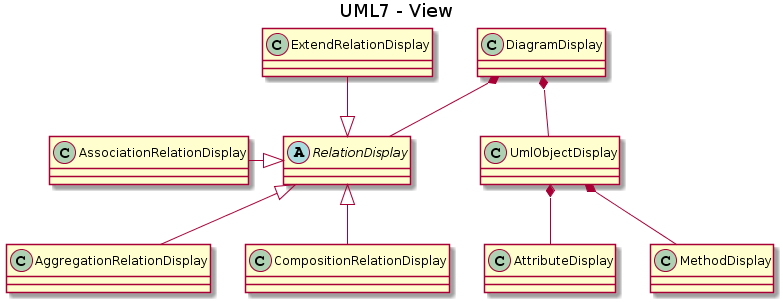 UML7 - View
C ExtendRelationDisplay
C DiagramDisplay
C AssociationRelationDisplay
A RelationDisplay
C UmlObjectDisplay
C AggregationRelationDisplay
C CompositionRelationDisplay
C AttributeDisplay
C MethodDisplay